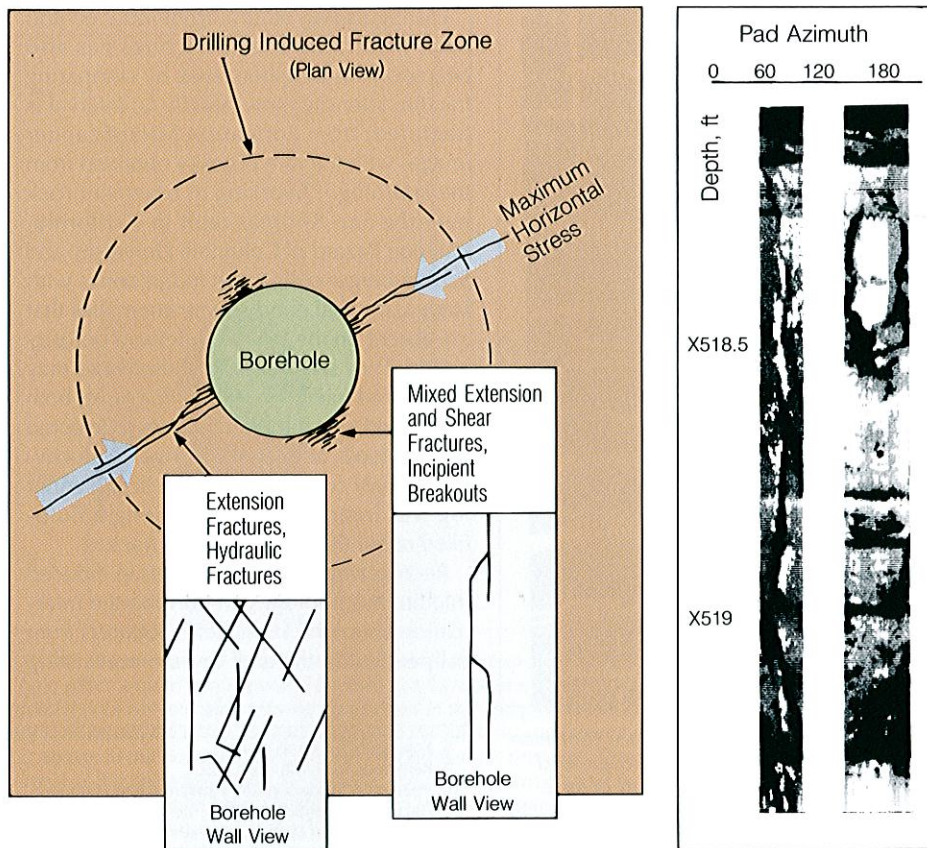 Drilling Induced Fracture Zone
(Plan View)
Maximum
Horizontal
Stress
Borehole
Mixed Extension
and Shear
Fractures,
Incipient
Breakouts
Extension
Fractures,
Hydraulic
Fractures
Borehole
Wall View
Borehole
Wall View
Pad Azimuth
0 60 120 180
Depth, ft
X518.5
X519